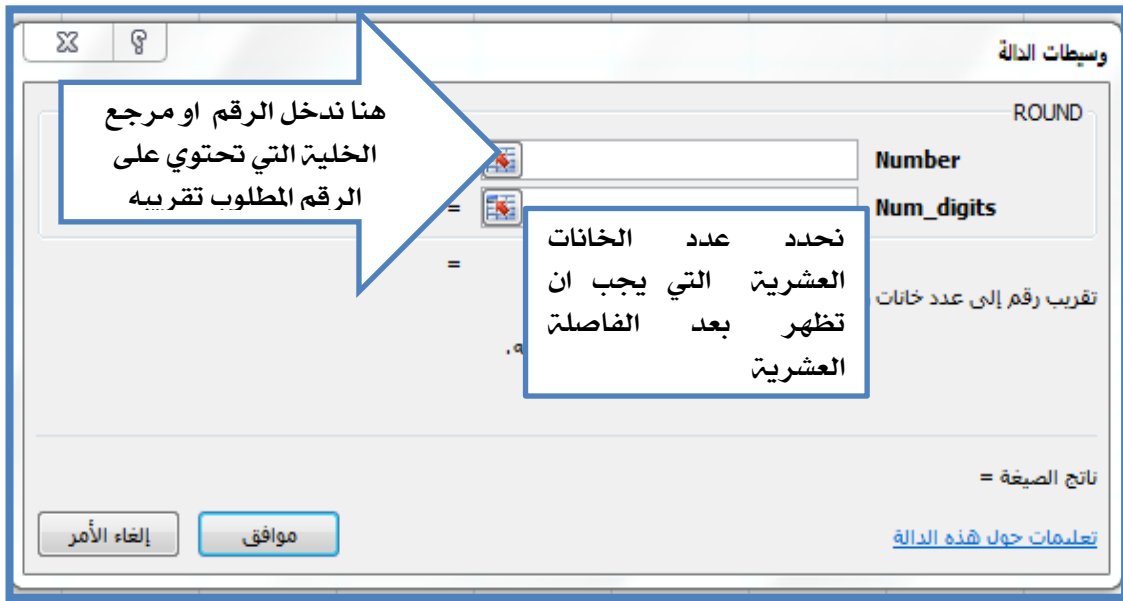 وسيطات الدالة
ROUND
هنا ندخل الرقم او مرجع
الخلية التي تحتوي على
الرقم المطلوب تقريبه
Number
Num_digits
=
نحدد عدد الخانات
العشرية التي يجب ان
تظهر بعد الفاصلة
العشرية
=
تقريب رقم إلى عدد خانات
ناتج الصيغة =
تعليمات حول هذه الدالة
موافق
إلغاء الأمر